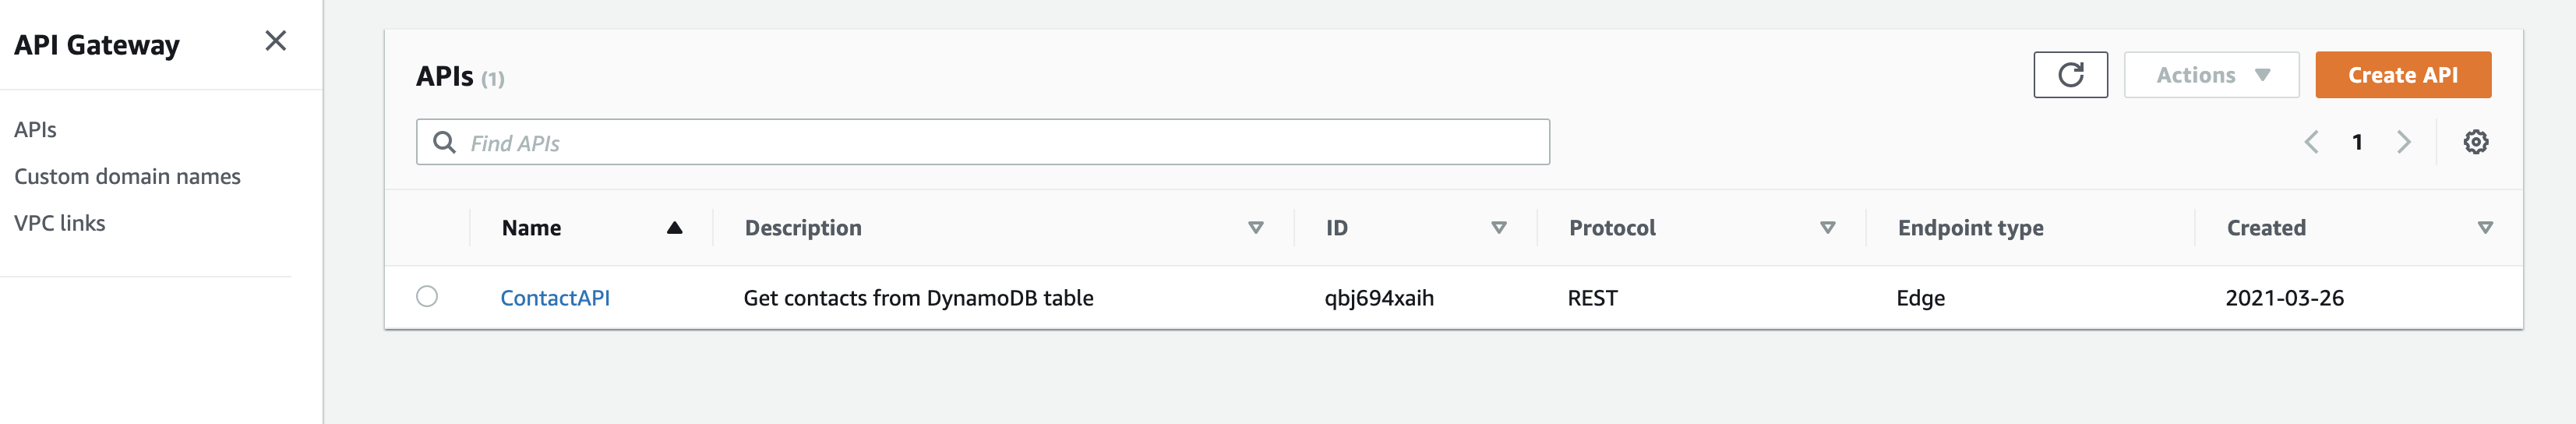 API Gateway
APIs
Custom domain names
VPC links
APIs (1)
Actions
Create API
Find APIs
1
Name Description ID Protocol Endpoint type Created
ContactAPI Get contacts from DynamoDB table qbj694xaih REST Edge 2021-03-26